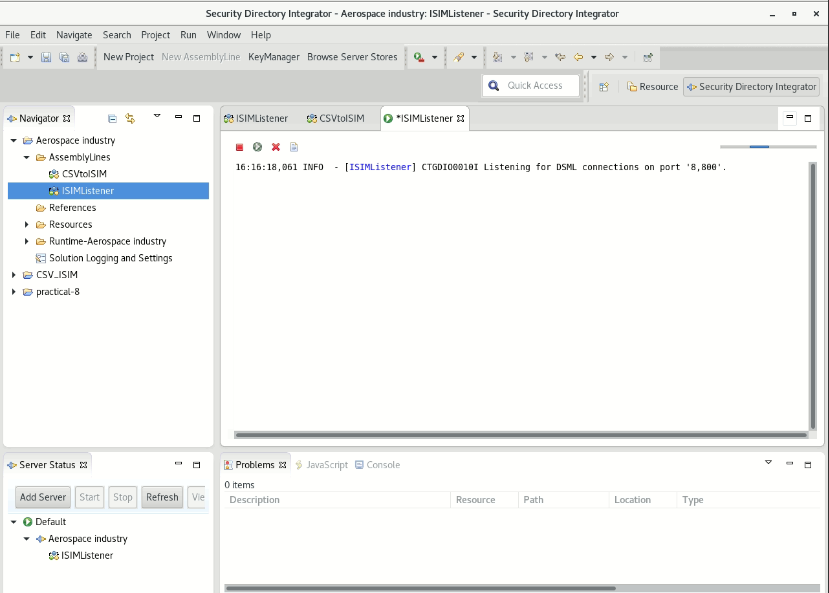 Security Directory Integrator - Aerospace industry: ISIMListener - Security Directory Integrator
File Edit Navigate Search Project Run Window Help
New Project New AssemblyLine KeyManager Browse Server Stores
Quick Access
Resource Security Directory Integrator
Navigator
Aerospace industry
AssemblyLines
CSVtoISIM
ISIMListener
References
Resources
Runtime-Aerospace industry
Solution Logging and Settings
CSV_ISIM
practical-8
ISIMListener CSVtoISIM *ISIMListener
16:16:18,061 INFO - [ISIMListener] CTGDIO0010I Listening for DSML connections on port '8,800'.
Server Status
Add Server Start Stop Refresh Vie
Default
Aerospace industry
ISIMListener
Problems JavaScript Console
0 items
Description Resource Path Location Type